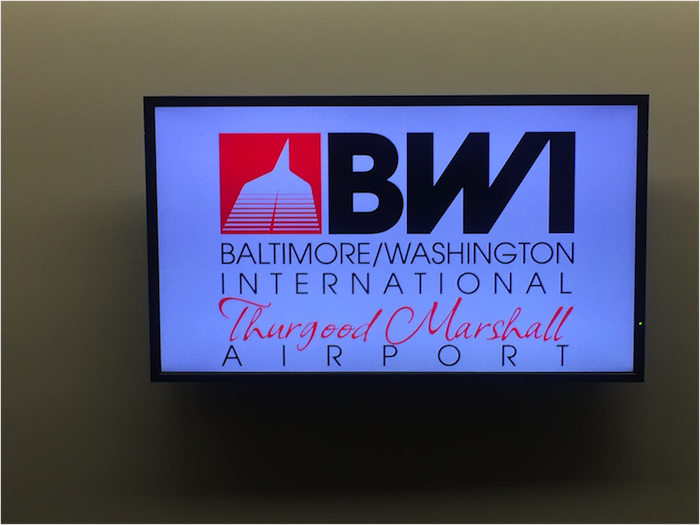 BWI
BALTIMORE/WASHINGTON
INTERNATIONAL
Thurgood Marshall
AIRPORT